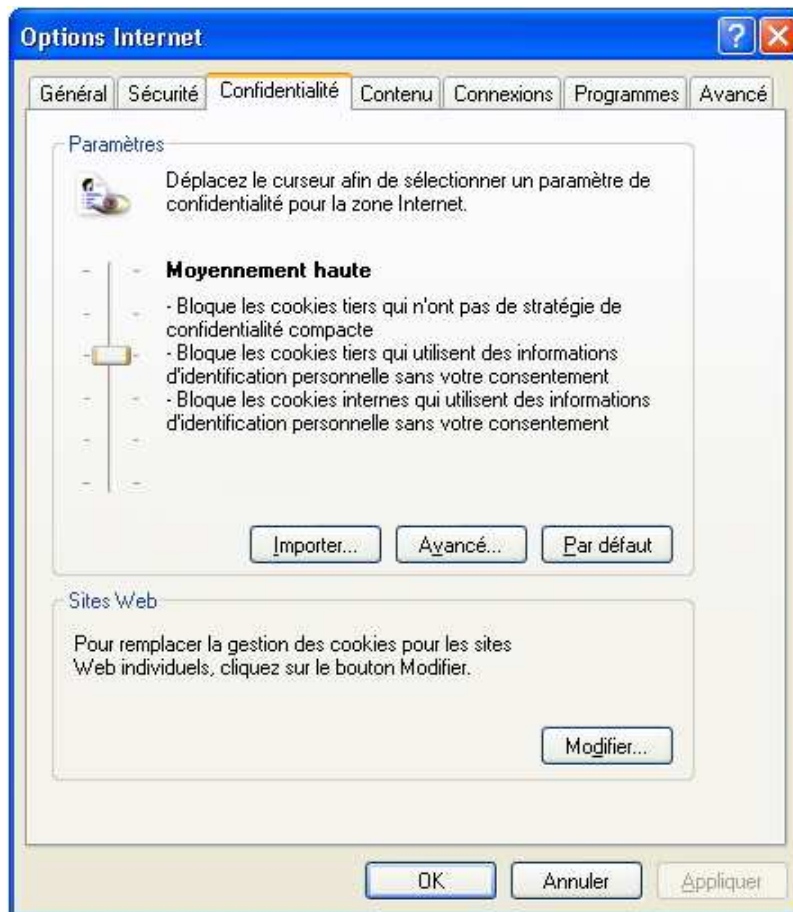 Options Internet
Général Sécurité Confidentialité Contenu Connexions Programmes Avancé
Paramètres
Déplacez le curseur afin de sélectionner un paramètre de
confidentialité pour la zone Internet.
Moyennement haute
- Bloque les cookies tiers qui n'ont pas de stratégie de
confidentialité compacte
- Bloque les cookies tiers qui utilisent des informations
d'identification personnelle sans votre consentement
- Bloque les cookies internes qui utilisent des informations
d'identification personnelle sans votre consentement
Importer... Avancé... Par défaut
Sites Web
Pour remplacer la gestion des cookies pour les sites
Web individuels, cliquez sur le bouton Modifier.
Modifier...
OK Annuler Appliquer